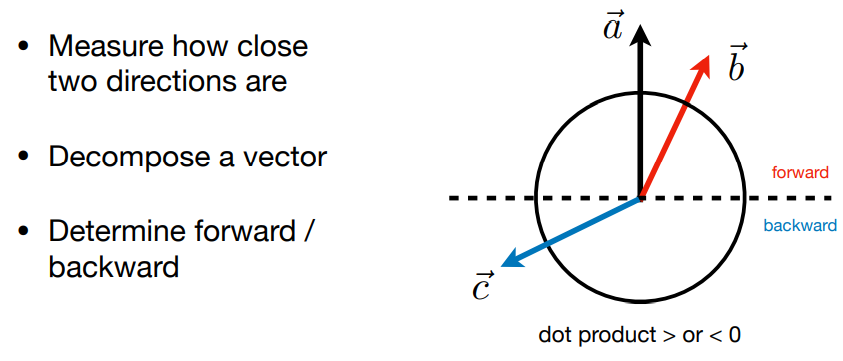 • Measure how close
two directions are
• Decompose a vector
• Determine forward /
backward
$\vec{a}$
$\vec{b}$
forward
backward
$\vec{c}$
dot product > or < 0